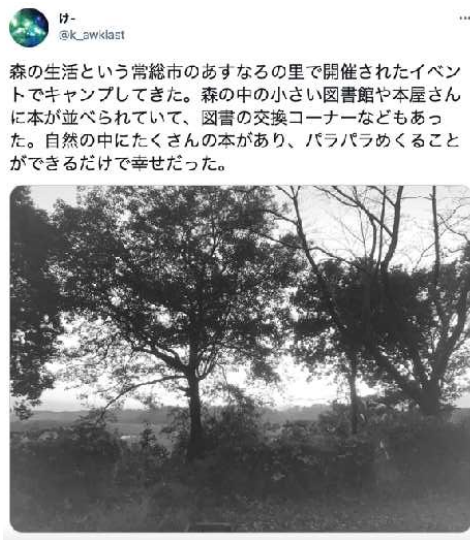 け-
@k_awklast
森の生活という常総市のあすなろの里で開催されたイベン
トでキャンプしてきた。森の中の小さい図書館や本屋さん
に本が並べられていて、図書の交換コーナーなどもあっ
た。自然の中にたくさんの本があり、パラパラめくること
ができるだけで幸せだった。